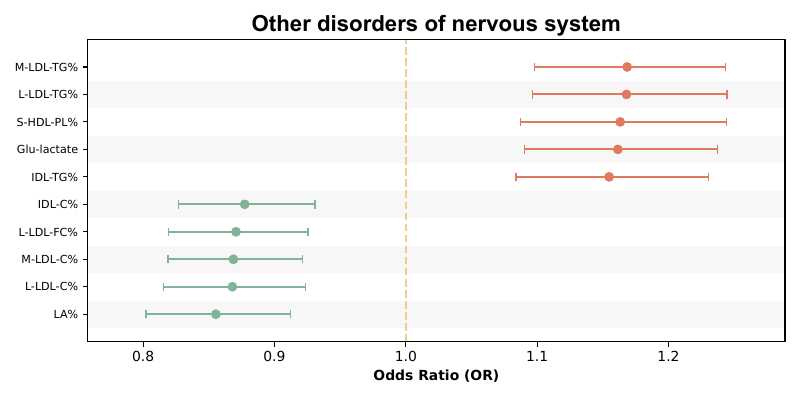 Other disorders of nervous system
M-LDL-TG%
L-LDL-TG%
S-HDL-PL%
Glu-lactate
IDL-TG%
IDL-C%
L-LDL-FC%
M-LDL-C%
L-LDL-C%
LA%
0.8 0.9 1.0 1.1 1.2
Odds Ratio (OR)